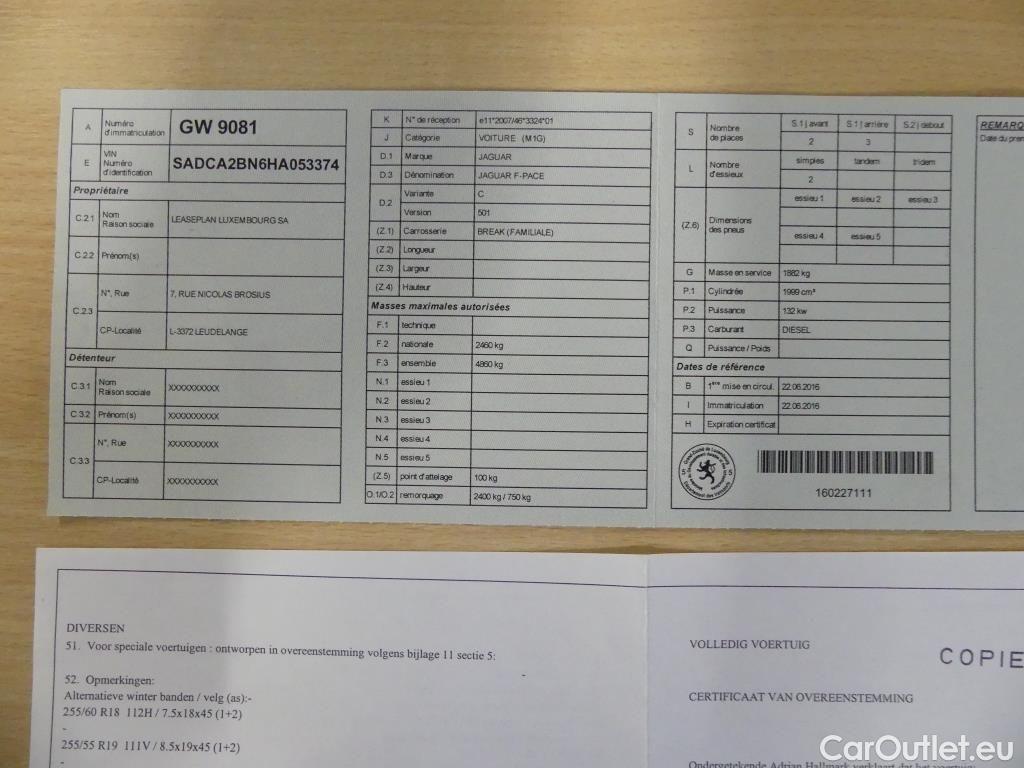 A Numéro d'immatriculation GW 9081
E VIN Numéro d'identification SADCA2BN6HA053374
Propriétaire
C.2.1 Nom Raison sociale LEASEPLAN LUXEMBOURG SA
C.2.2 Prénom(s)
C.2.3 N°, Rue 7, RUE NICOLAS BROSIUS
CP-Localité L-3372 LEUDELANGE
Détenteur
C.3.1 Nom Raison sociale XXXXXXXXXX
C.3.2 Prénom(s) XXXXXXXXXX
C.3.3 N°, Rue XXXXXXXXXX
CP-Localité XXXXXXXXXX
K N° de réception e11*2007/46*3324*01
J Catégorie VOITURE (M1G)
D.1 Marque JAGUAR
D.3 Dénomination JAGUAR F-PACE
D.2 Variante C
Version 501
(Z.1) Carrosserie BREAK (FAMILIALE)
(Z.2) Longueur
(Z.3) Largeur
(Z.4) Hauteur
Masses maximales autorisées
F.1 technique
F.2 nationale 2460 kg
F.3 ensemble 4860 kg
N.1 essieu 1
N.2 essieu 2
N.3 essieu 3
N.4 essieu 4
N.5 essieu 5
(Z.5) point d'attelage 100 kg
O.1/O.2 remorquage 2400 kg / 750 kg
S Nombre de places S.1 | avant S.1 | arrière S.2 | debout
2 3
L Nombre d'essieux simples tandem tridem
2
(Z.6) Dimensions des pneus essieu 1 essieu 2 essieu 3
essieu 4 essieu 5
G Masse en service 1882 kg
P.1 Cylindrée 1999 cm³
P.2 Puissance 132 kw
P.3 Carburant DIESEL
Q Puissance / Poids
Dates de référence
B 1ère mise en circul. 22.06.2016
I Immatriculation 22.06.2016
H Expiration certificat
160227111
REMARQ
Date du pren
DIVERSEN
51. Voor speciale voertuigen : ontworpen in overeenstemming volgens bijlage 11 sectie 5:
52. Opmerkingen:
Alternatieve winter banden / velg (as):-
255/60 R18 112H / 7.5x18x45 (1+2)
-
255/55 R19 111V / 8.5x19x45 (1+2)
-
VOLLEDIG VOERTUIG
COPIE
CERTIFICAAT VAN OVEREENSTEMMING
Ondergetekende Adrian Hallmark verklaart dat het voertuig:
CarOutlet.eu